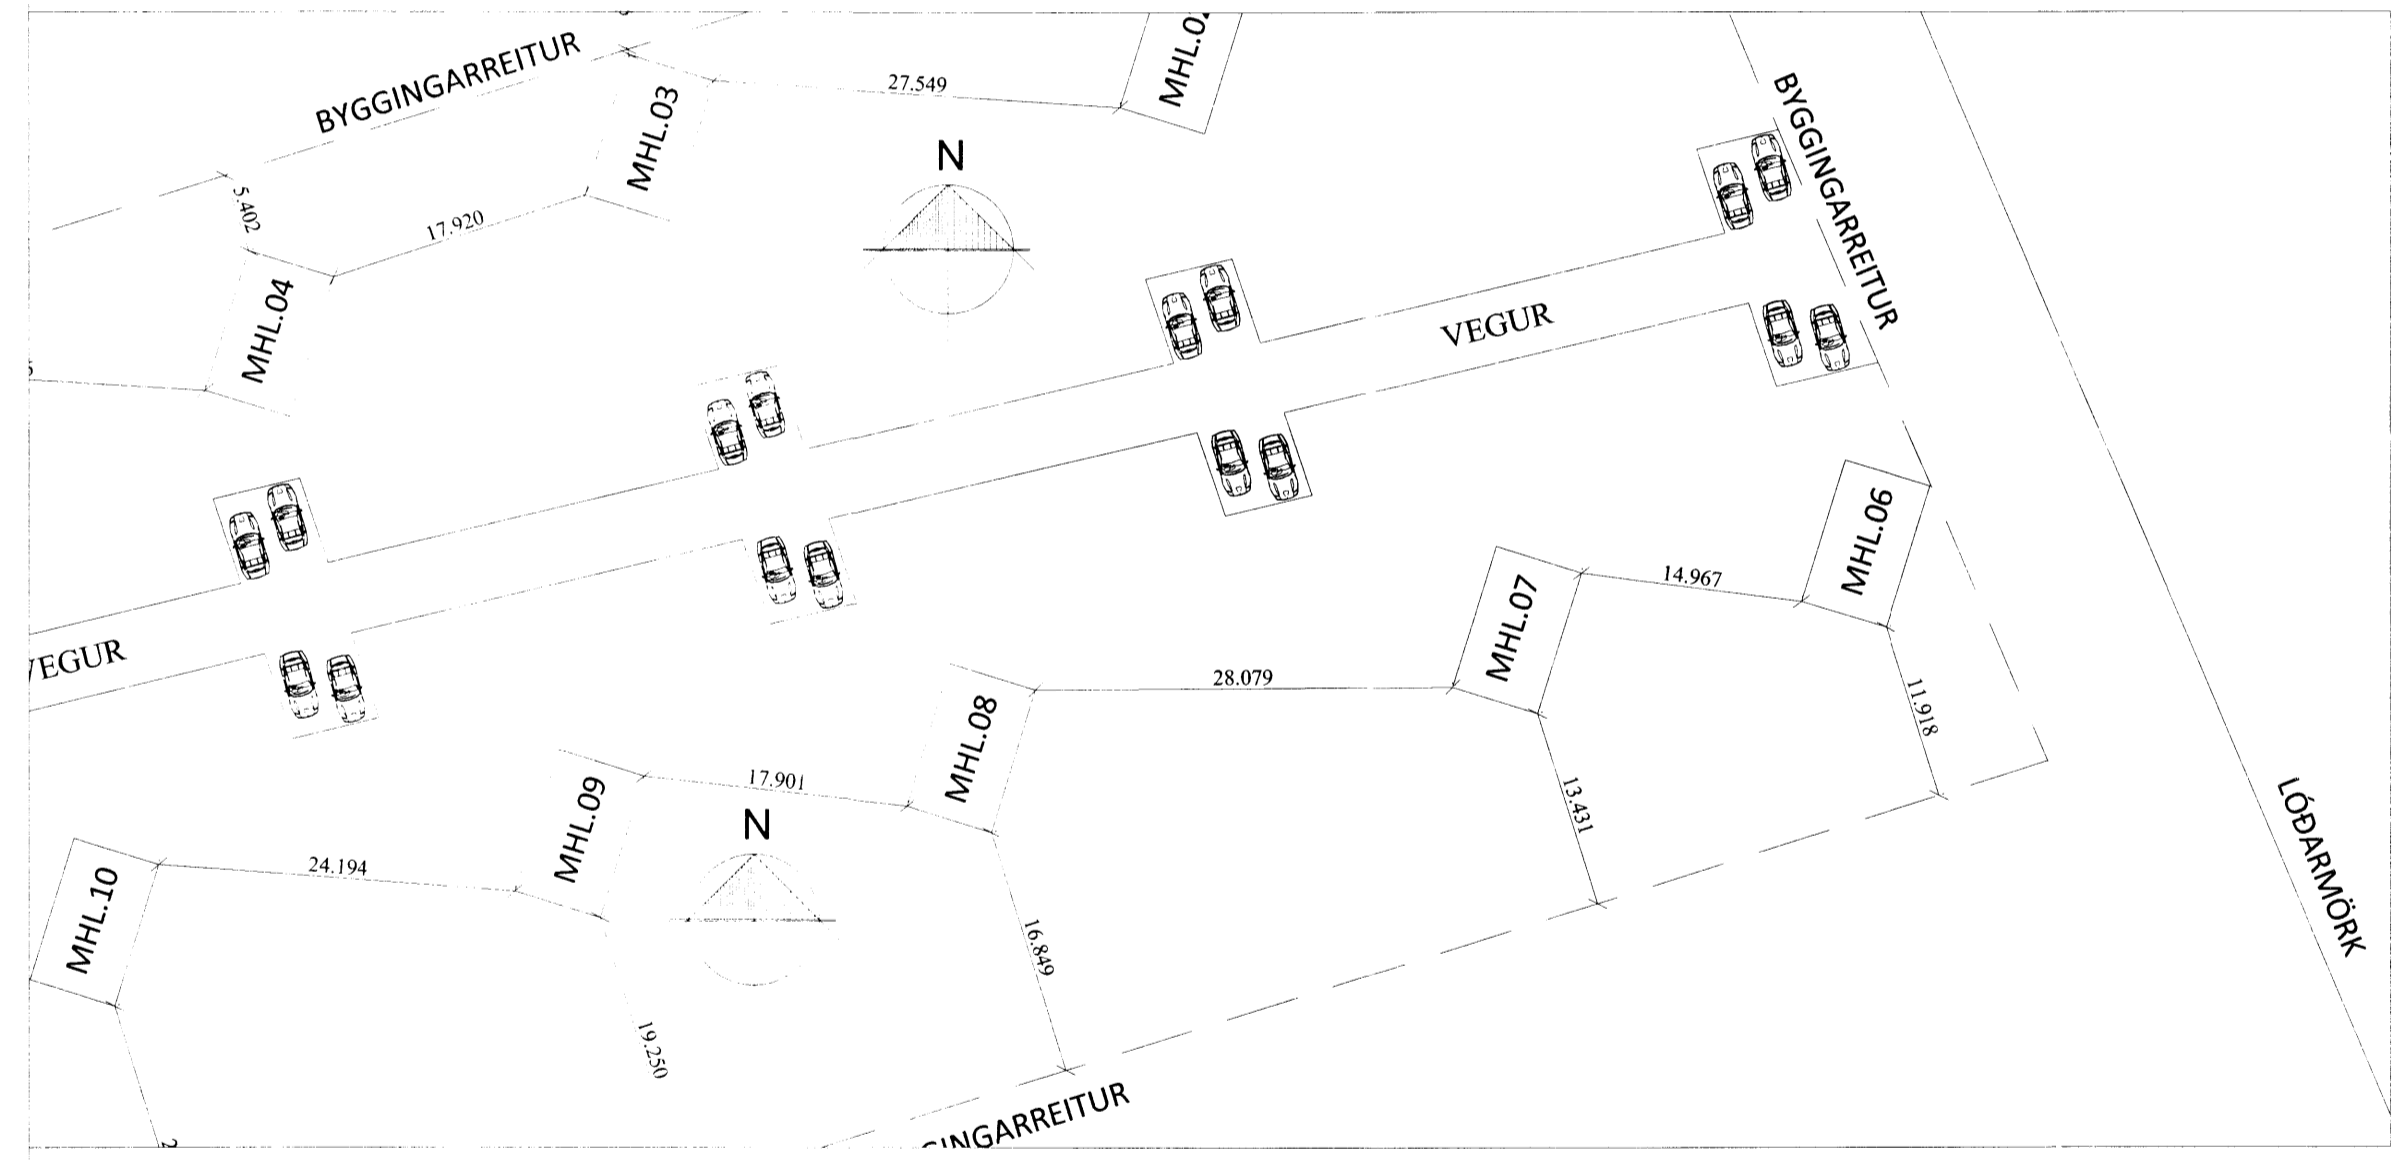 BYGGINGARREITUR
27.549
MHL.02
MHL.03
BYGGINGARREITUR
N
5.402
17.920
MHL.04
VEGUR
MHL.06
14.967
MHL.07
VEGUR
28.079
11.918
MHL.08
17.901
MHL.09
13.431
N
24.194
MHL.10
LÓÐARMÖRK
16.849
19.250
GINGARREITUR